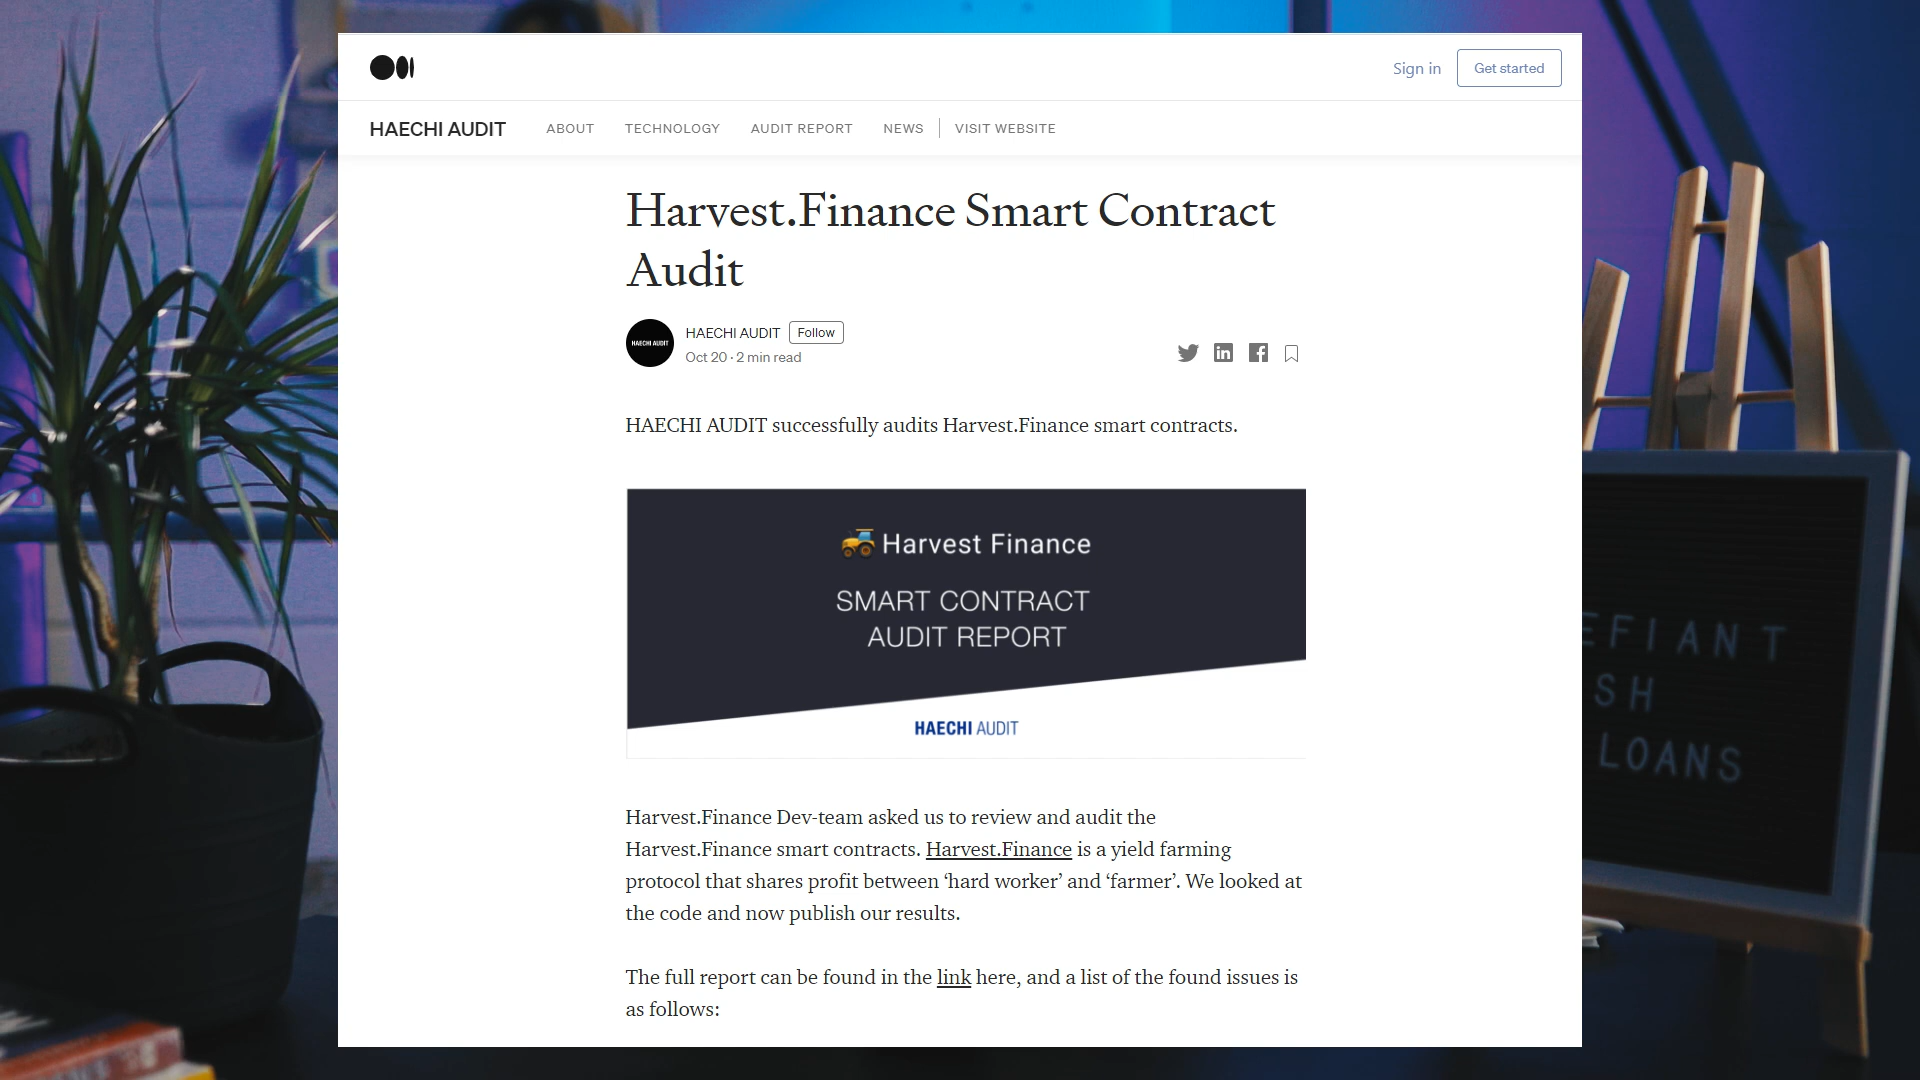 Sign in
Get started
HAECHI AUDIT
ABOUT
TECHNOLOGY
AUDIT REPORT
NEWS
VISIT WEBSITE
Harvest.Finance Smart Contract
Audit
HAECHI AUDIT
HAECHI AUDIT
Follow
Oct 20 · 2 min read
HAECHI AUDIT successfully audits Harvest.Finance smart contracts.
Harvest Finance
SMART CONTRACT
AUDIT REPORT
HAECHI AUDIT
Harvest.Finance Dev-team asked us to review and audit the
Harvest.Finance smart contracts. Harvest.Finance is a yield farming
protocol that shares profit between ‘hard worker’ and ‘farmer’. We looked at
the code and now publish our results.
The full report can be found in the link here, and a list of the found issues is
as follows:
EFIANT
SH
LOANS